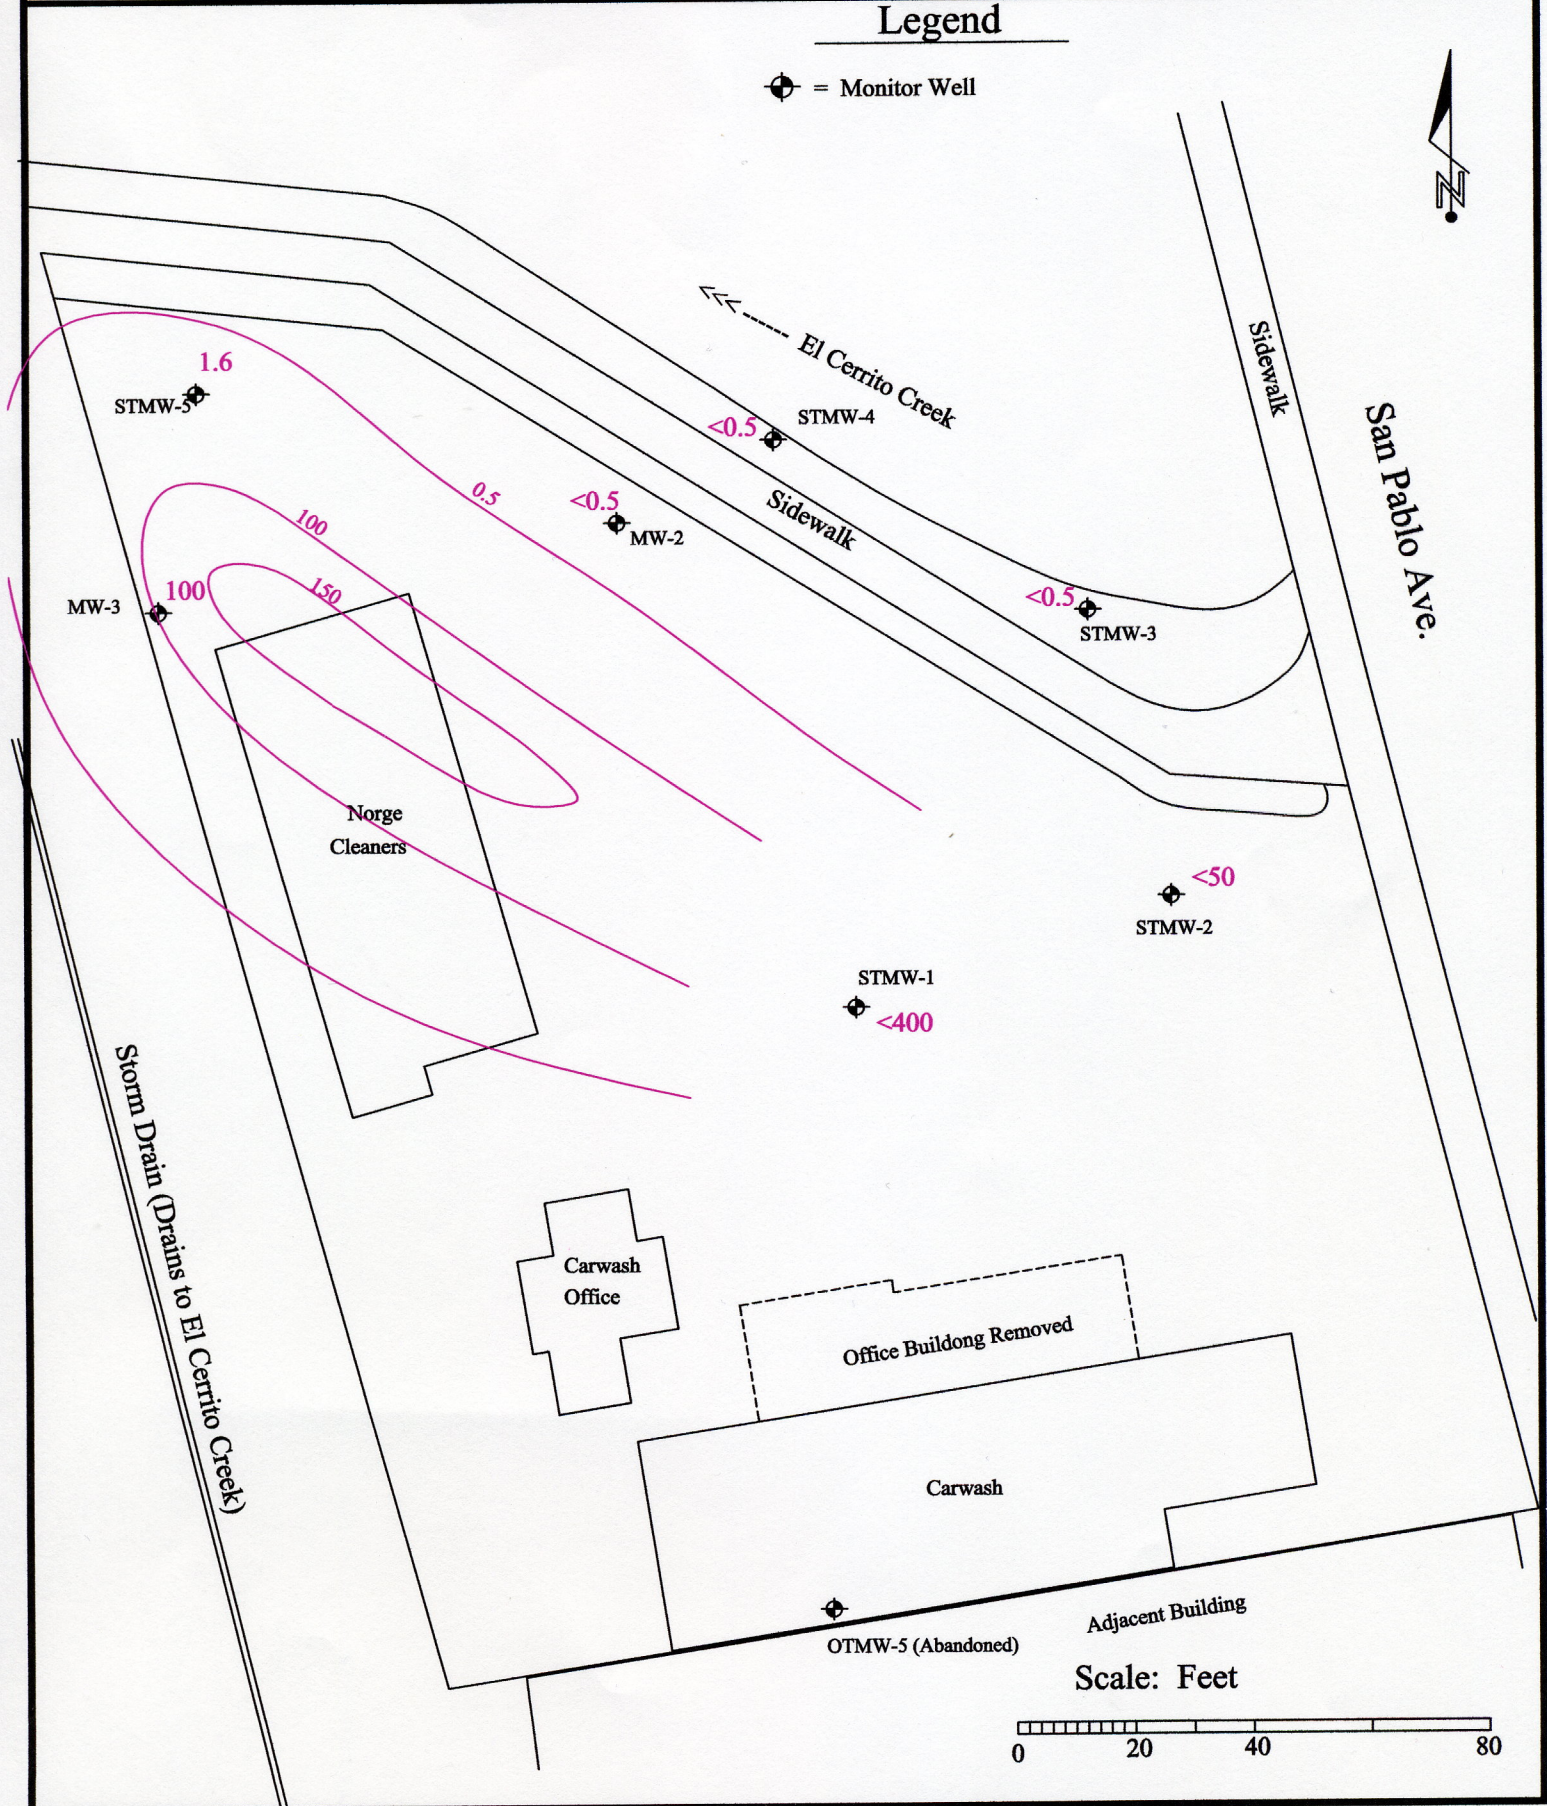 Legend
= Monitor Well
N
El Cerrito Creek
Sidewalk
San Pablo Ave.
1.6
STMW-5
<0.5
STMW-4
0.5
<0.5
MW-2
Sidewalk
100
150
MW-3
100
<0.5
STMW-3
Norge
Cleaners
<50
STMW-2
STMW-1
<400
Storm Drain (Drains to El Cerrito Creek)
Carwash
Office
Office Buildong Removed
Carwash
Adjacent Building
OTMW-5 (Abandoned)
Scale: Feet
0
20
40
80